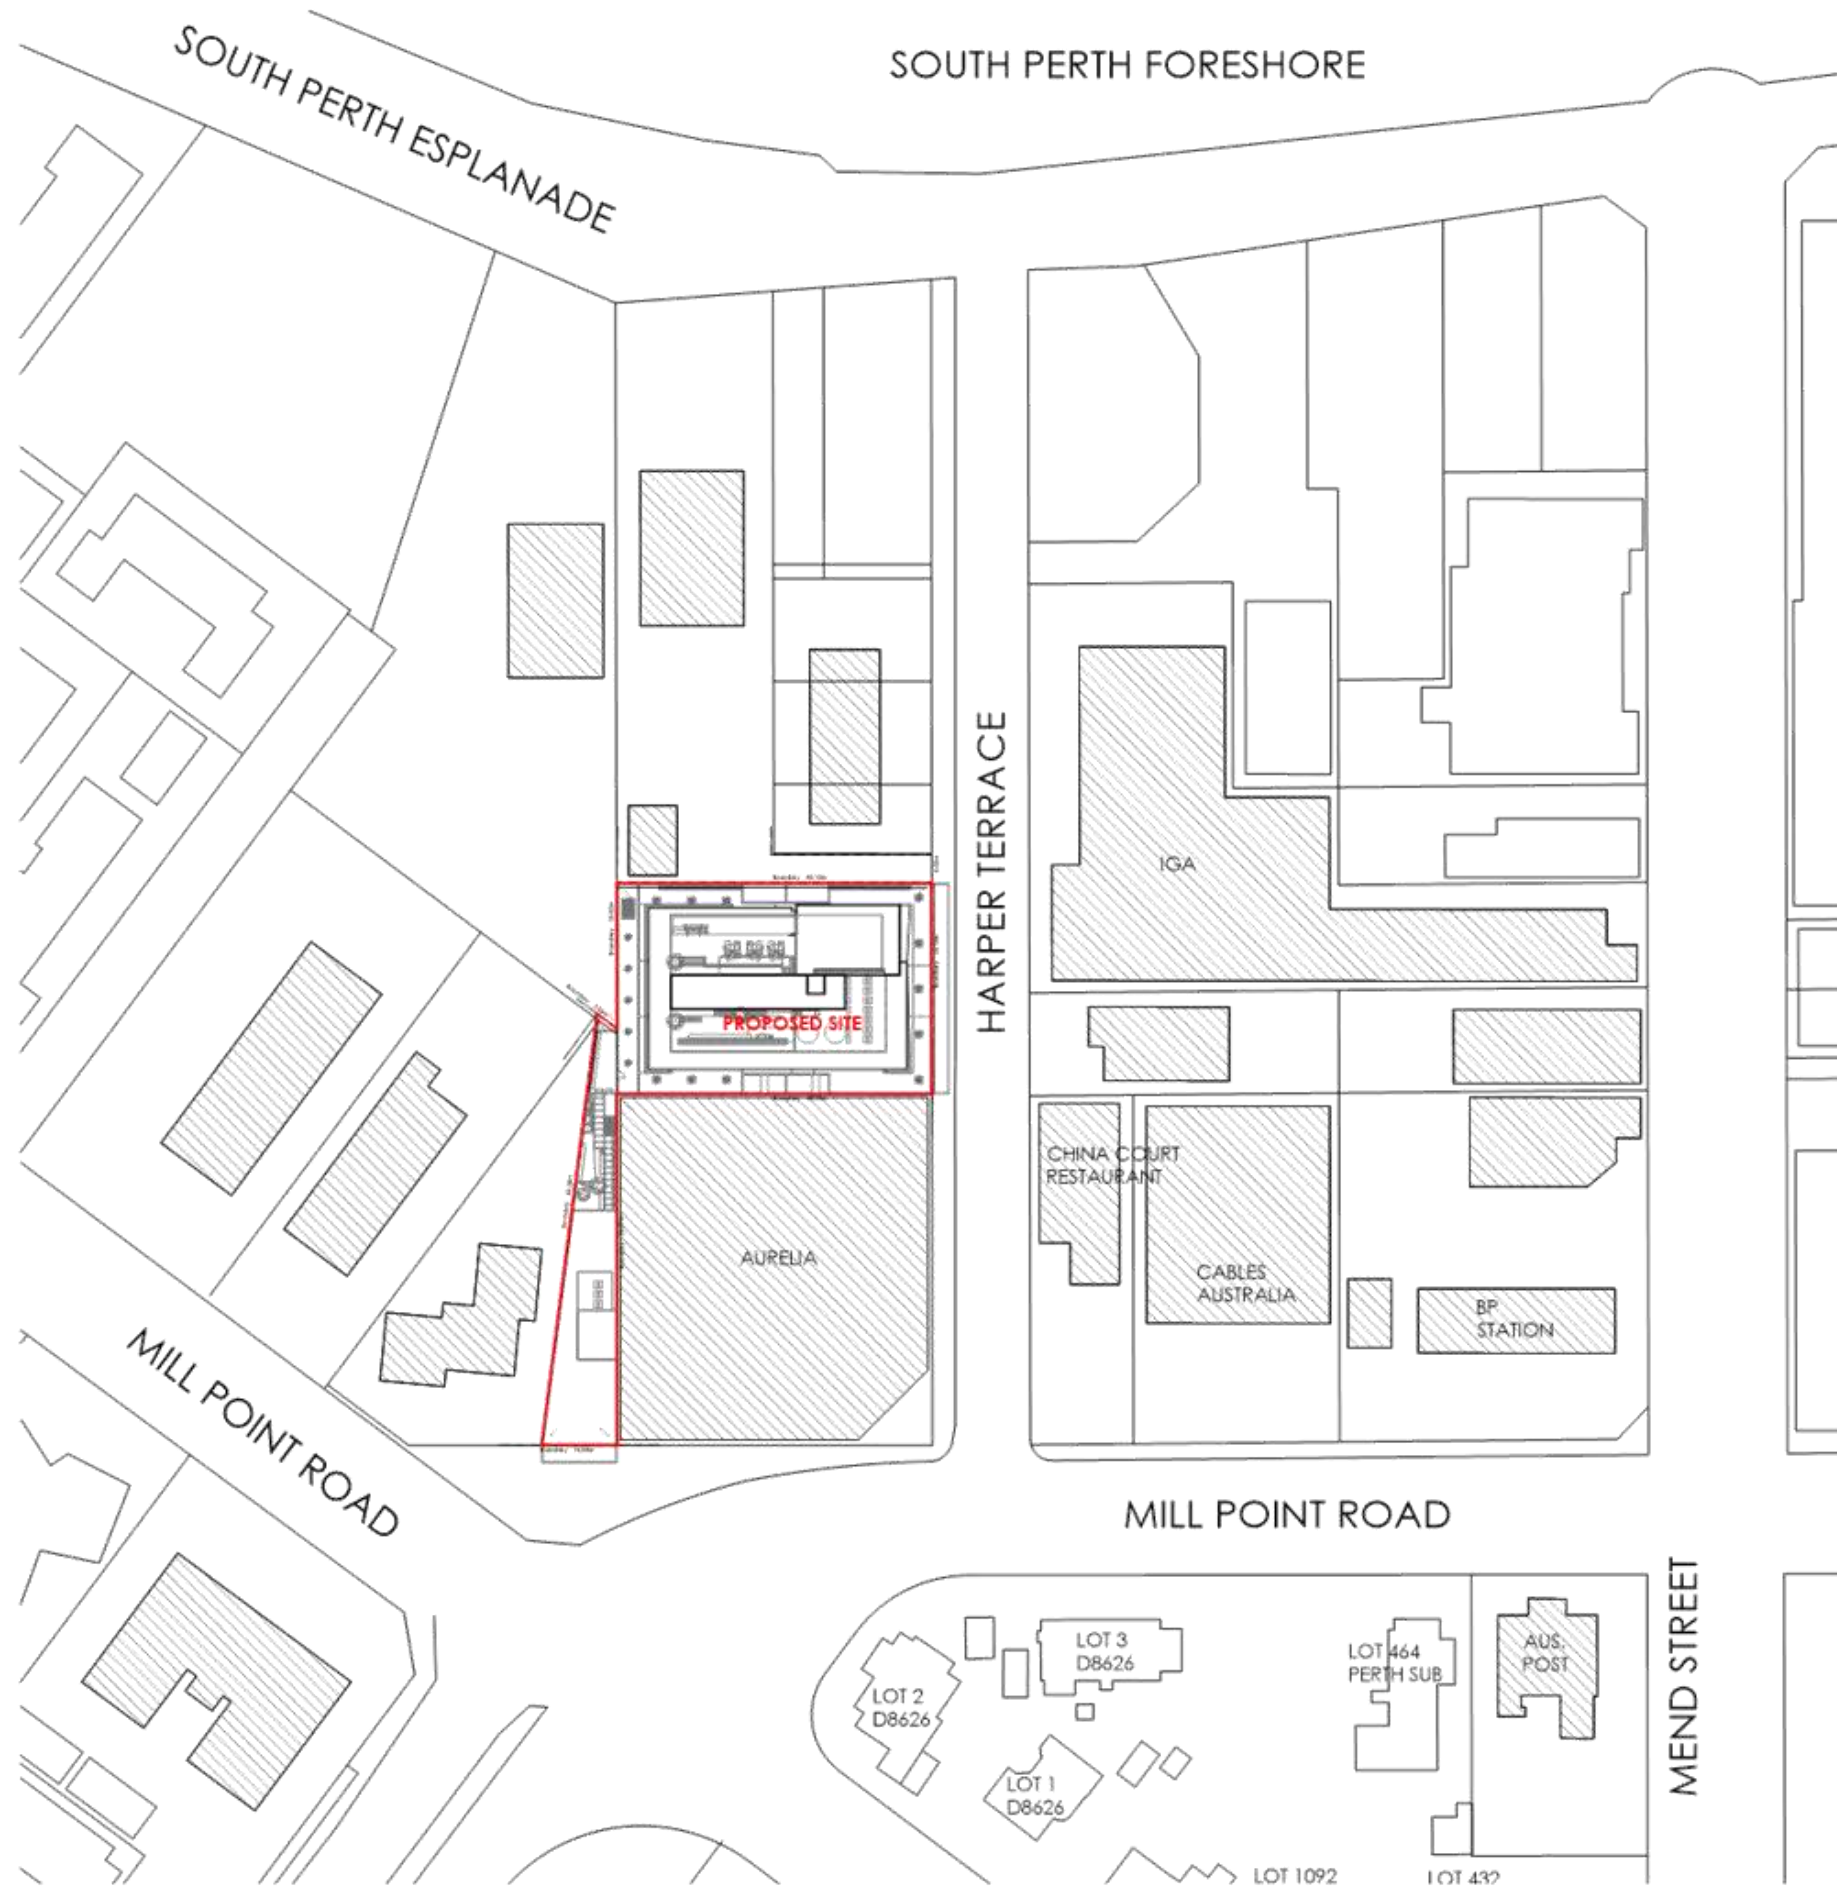 SOUTH PERTH ESPLANADE
SOUTH PERTH FORESHORE
HARPER TERRACE
IGA
PROPOSED SITE
CHINA COURT
RESTAURANT
AURELIA
CABLES
AUSTRALIA
BP
STATION
MILL POINT ROAD
MILL POINT ROAD
MEND STREET
LOT 3
D8626
LOT 464
PERTH SUB
AUS.
POST
LOT 2
D8626
LOT 1
D8626
LOT 1092
LOT 432